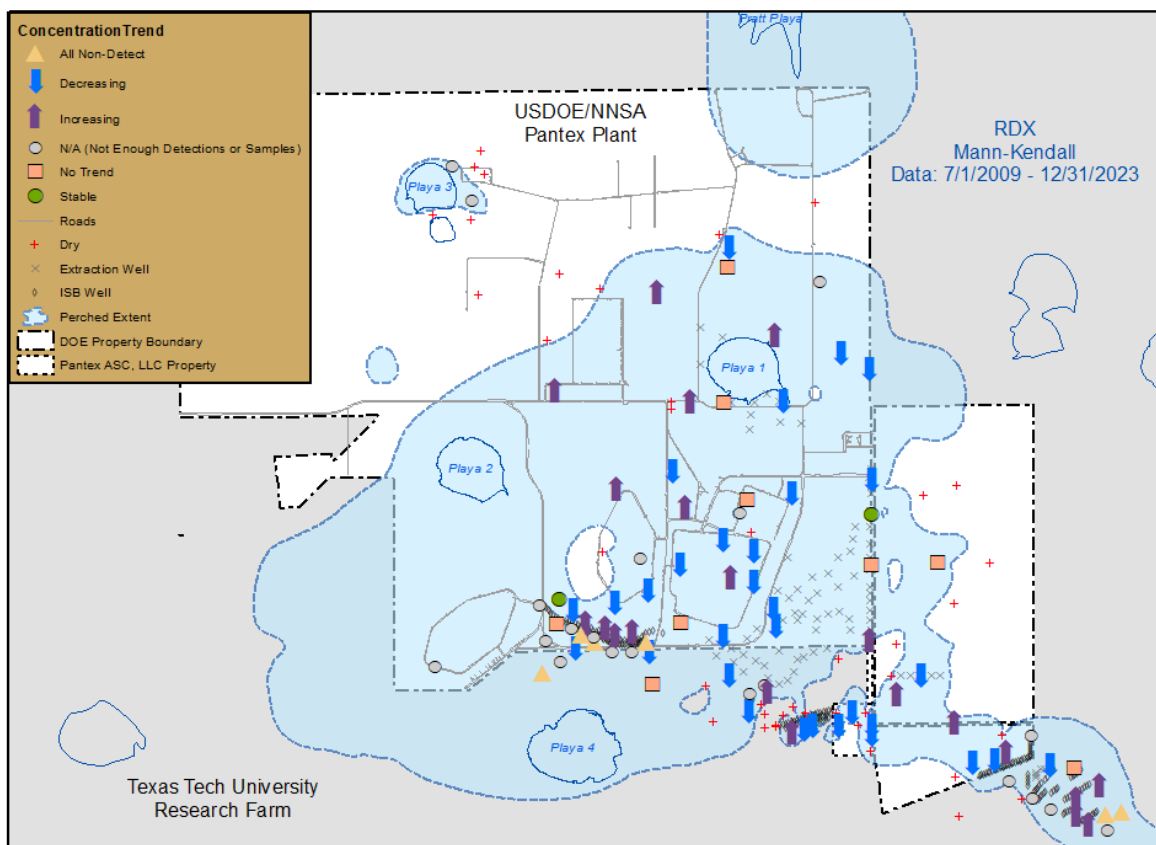 ConcentrationTrend
All Non-Detect
Decreasing
Increasing
N/A (Not Enough Detections or Samples)
No Trend
Stable
Roads
Dry
Extraction Well
ISB Well
Perched Extent
DOE Property Boundary
Pantex ASC, LLC Property
Pratt Playa
USDOE/NNSA
Pantex Plant
RDX
Mann-Kendall
Data: 7/1/2009 - 12/31/2023
Playa 3
Playa 1
Playa 2
Playa 4
Texas Tech University
Research Farm